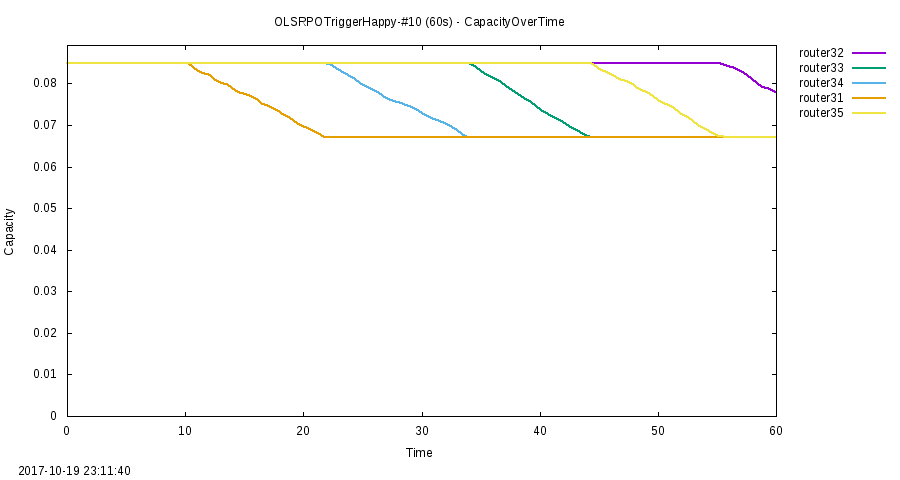 OLSRPOTriggerHappy-#10 (60s) - CapacityOverTime
router32
router33
router34
router31
router35
0.08
0.07
0.06
0.05
0.04
0.03
0.02
0.01
0
Capacity
0 10 20 30 40 50 60
Time
2017-10-19 23:11:40